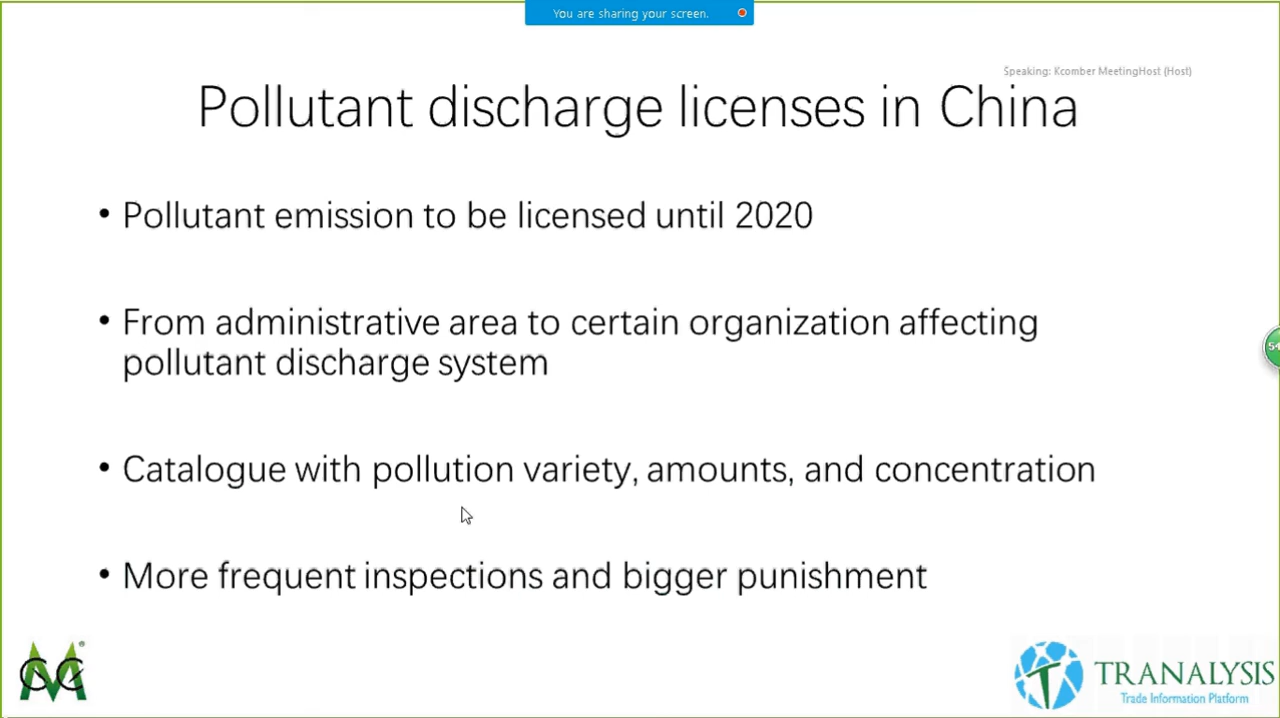 You are sharing your screen.
Speaking: Kcomber MeetingHost (Host)
Pollutant discharge licenses in China
• Pollutant emission to be licensed until 2020
• From administrative area to certain organization affecting
pollutant discharge system
• Catalogue with pollution variety, amounts, and concentration
• More frequent inspections and bigger punishment
TRANALYSIS
Trade Information Platform